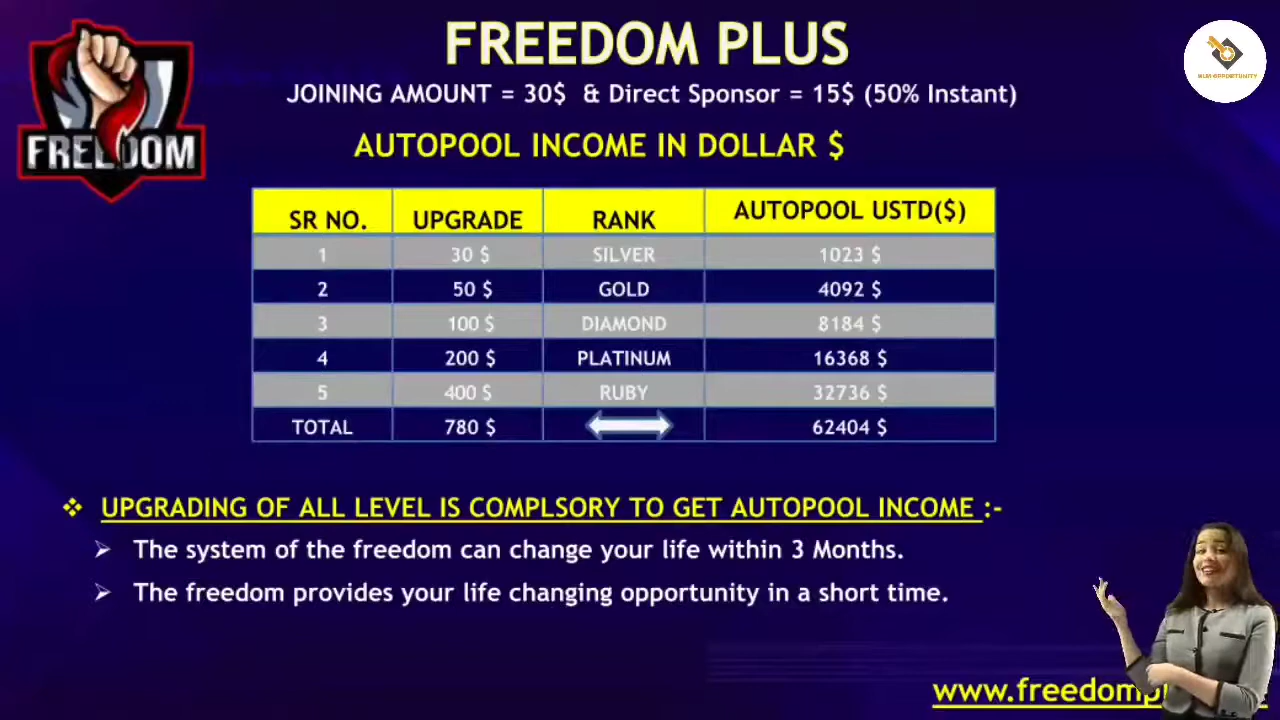 FREEDOM PLUS
JOINING AMOUNT = 30$ & Direct Sponsor = 15$ (50% Instant)
FREEDOM
MLM OPPORTUNITY
AUTOPOOL INCOME IN DOLLAR $
SR NO. UPGRADE RANK AUTOPOOL USTD($)
1 30 $ SILVER 1023 $
2 50 $ GOLD 4092 $
3 100 $ DIAMOND 8184 $
4 200 $ PLATINUM 16368 $
5 400 $ RUBY 32736 $
TOTAL 780 $ 62404 $
❖ UPGRADING OF ALL LEVEL IS COMPLSORY TO GET AUTOPOOL INCOME :-
➢ The system of the freedom can change your life within 3 Months.
➢ The freedom provides your life changing opportunity in a short time.